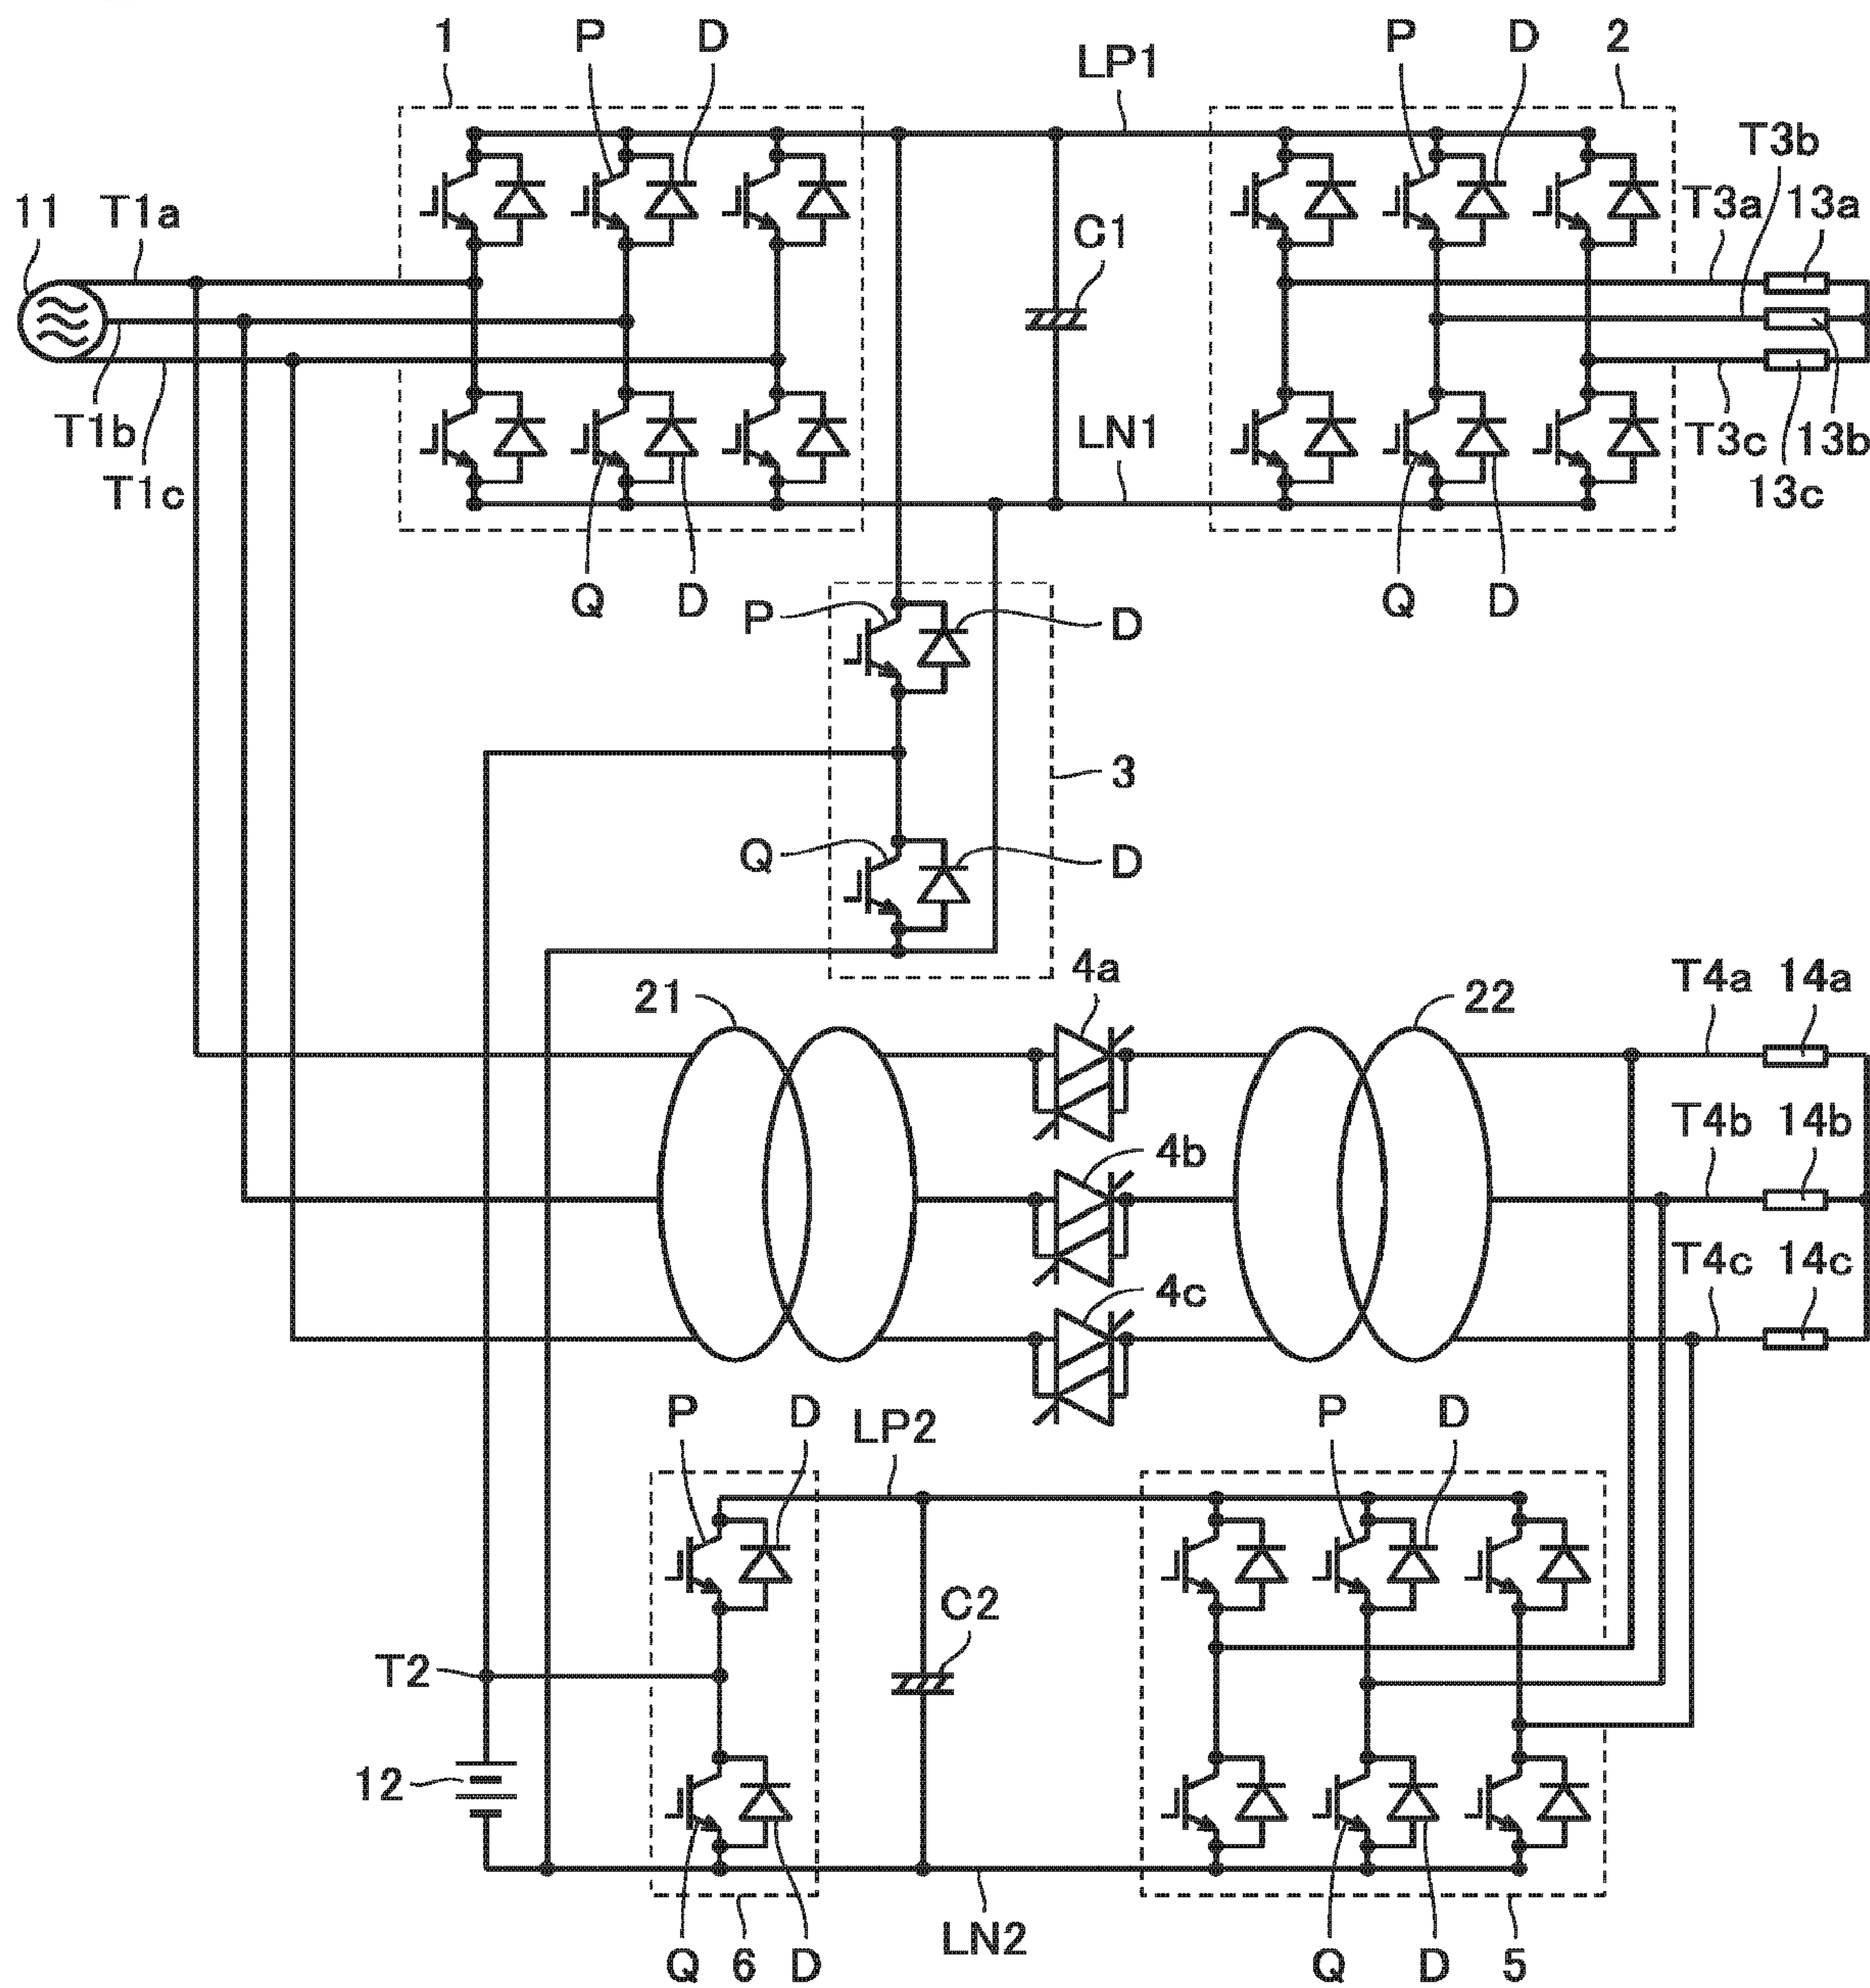 1 P D LP1 P D 2
T3b
11 T1a T3a 13a
C1
T1b LN1 T3c 13b
T1c 13c
Q D Q D
P D
3
Q D
21 4a 22 T4a 14a
4b T4b 14b
4c T4c 14c
P D LP2 P D
C2
T2
12
LN2
Q 6 D Q D 5